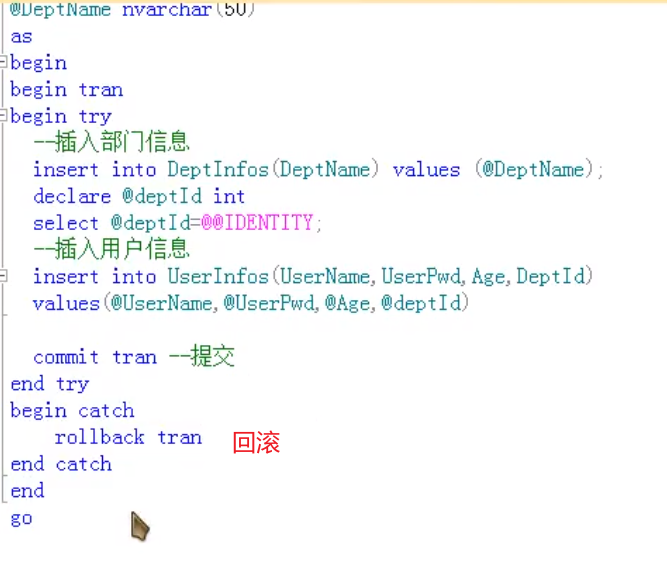 @DeptName nvarchar(50)
as
begin
begin tran
begin try
--插入部门信息
insert into DeptInfos(DeptName) values (@DeptName);
declare @deptId int
select @deptId=@@IDENTITY;
--插入用户信息
insert into UserInfos(UserName,UserPwd,Age,DeptId)
values(@UserName,@UserPwd,@Age,@deptId)
commit tran --提交
end try
begin catch
rollback tran 回滚
end catch
end
go